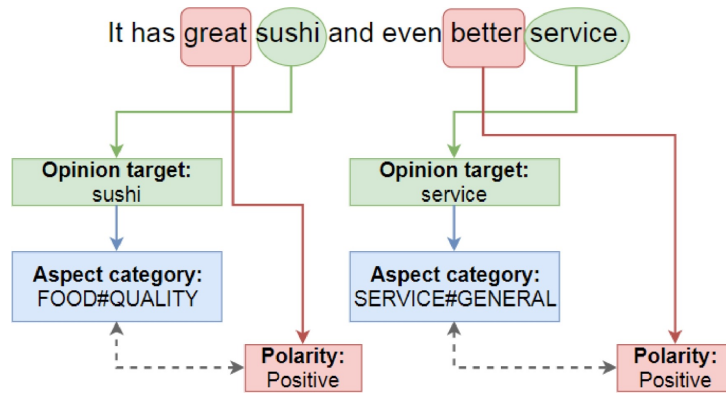 It has great sushi and even better service.
Opinion target:
sushi
Opinion target:
service
Aspect category:
FOOD#QUALITY
Aspect category:
SERVICE#GENERAL
Polarity:
Positive
Polarity:
Positive